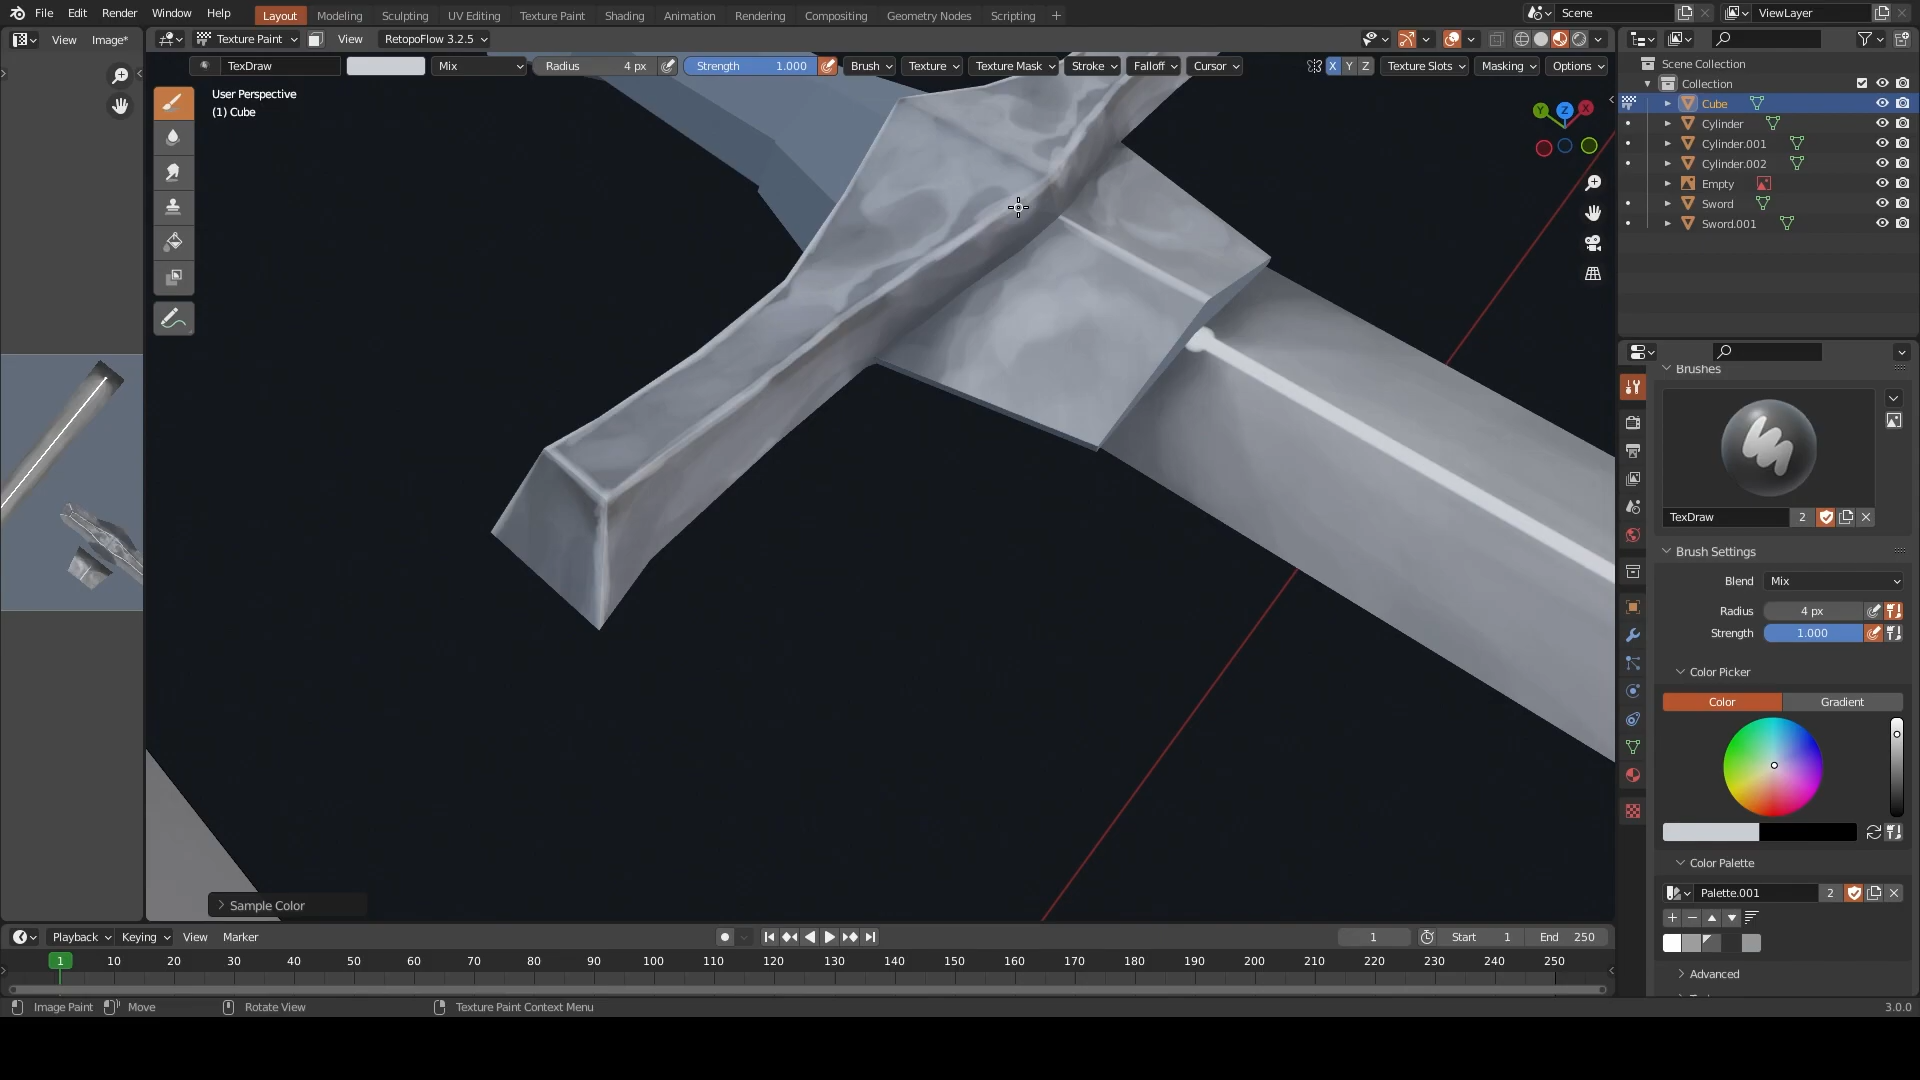 File Edit Render Window Help Layout Modeling Sculpting UV Editing Texture Paint Shading Animation Rendering Compositing Geometry Nodes Scripting + Scene ViewLayer
View Image* Texture Paint View RetopoFlow 3.2.5
TexDraw Mix Radius 4 px Strength 1.000 Brush Texture Texture Mask Stroke Falloff Cursor X Y Z Texture Slots Masking Options
User Perspective
(1) Cube
Y Z X
Scene Collection
Collection
Cube
Cylinder
Cylinder.001
Cylinder.002
Empty
Sword
Sword.001
Brushes
TexDraw 2
Brush Settings
Blend Mix
Radius 4 px
Strength 1.000
Color Picker
Color Gradient
Color Palette
Palette.001 2
Advanced
Sample Color
Playback Keying View Marker 1 Start 1 End 250
1 10 20 30 40 50 60 70 80 90 100 110 120 130 140 150 160 170 180 190 200 210 220 230 240 250
Image Paint Move Rotate View Texture Paint Context Menu 3.0.0